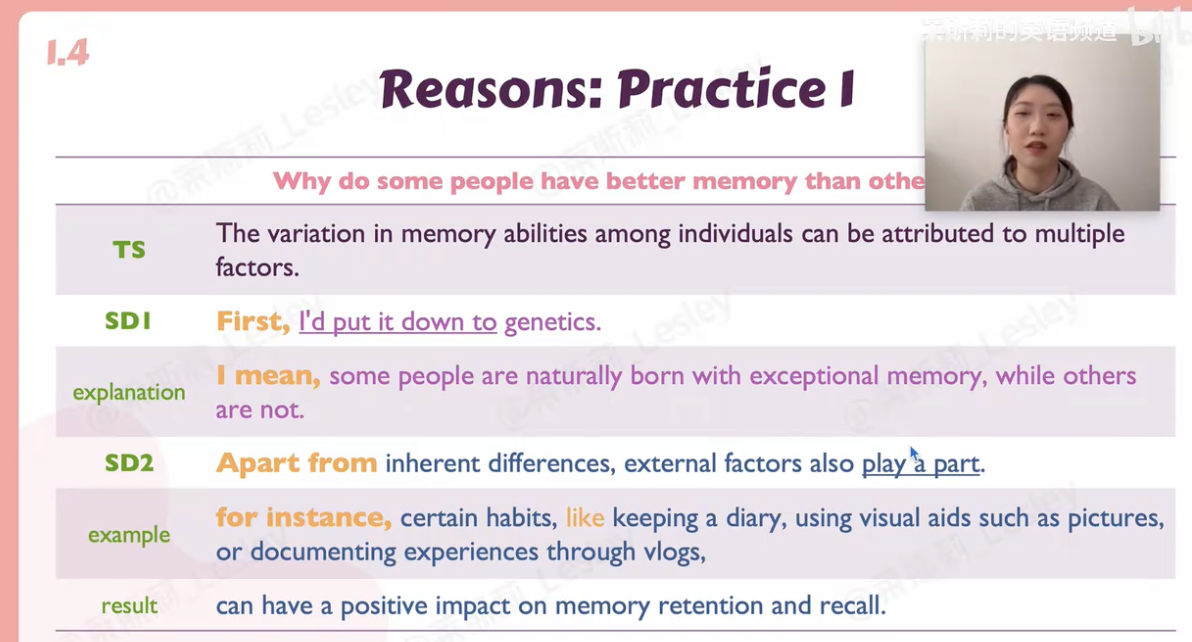 莱斯莉的英语频道 bilibili
1.4
Reasons: Practice 1
Why do some people have better memory than othe
TS The variation in memory abilities among individuals can be attributed to multiple
factors.
SD1 First, I'd put it down to genetics.
explanation I mean, some people are naturally born with exceptional memory, while others
are not.
SD2 Apart from inherent differences, external factors also play a part.
example for instance, certain habits, like keeping a diary, using visual aids such as pictures,
or documenting experiences through vlogs,
result can have a positive impact on memory retention and recall.
@莱斯莉_Lesley